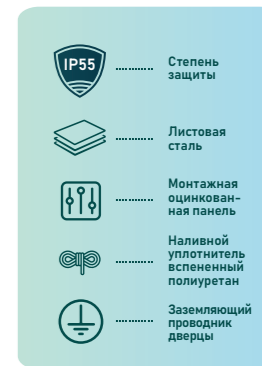 IP55
Степень
защиты
Листовая
сталь
Монтажная
оцинкован-
ная панель
Наливной
уплотнитель
вспененный
полиуретан
Заземляющий
проводник
дверцы